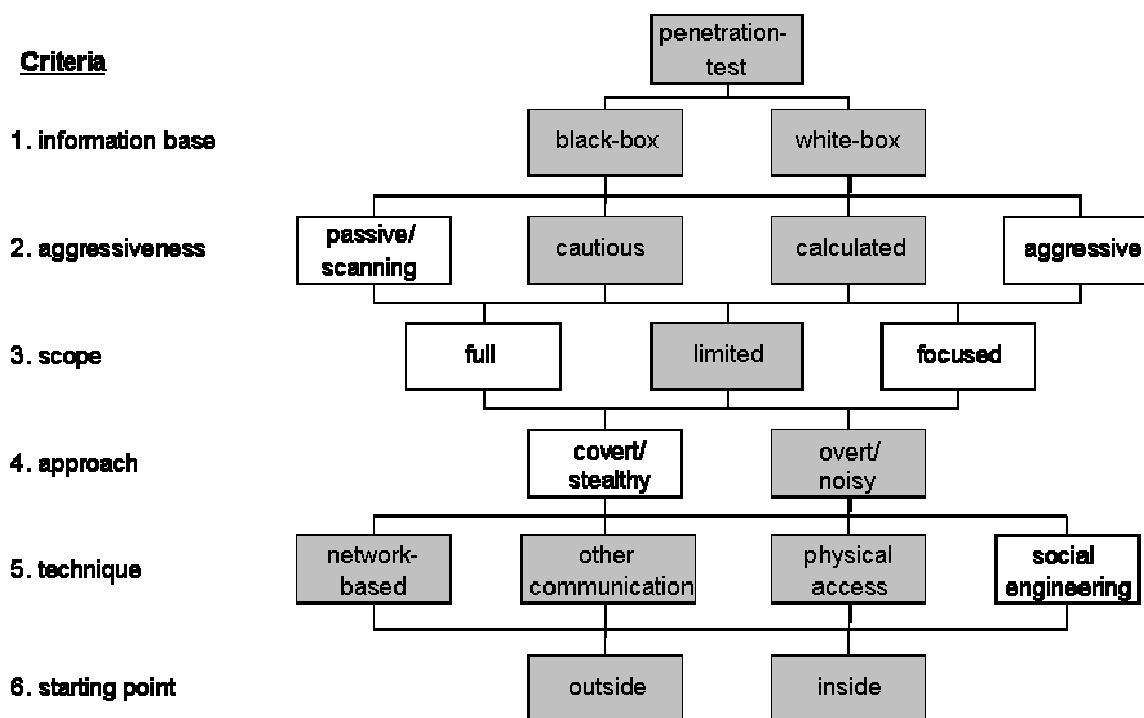 penetration-
test
Criteria
1. information base
black-box
white-box
2. aggressiveness
passive/
scanning
cautious
calculated
aggressive
3. scope
full
limited
focused
4. approach
covert/
stealthy
overt/
noisy
5. technique
network-
based
other
communication
physical
access
social
engineering
6. starting point
outside
inside